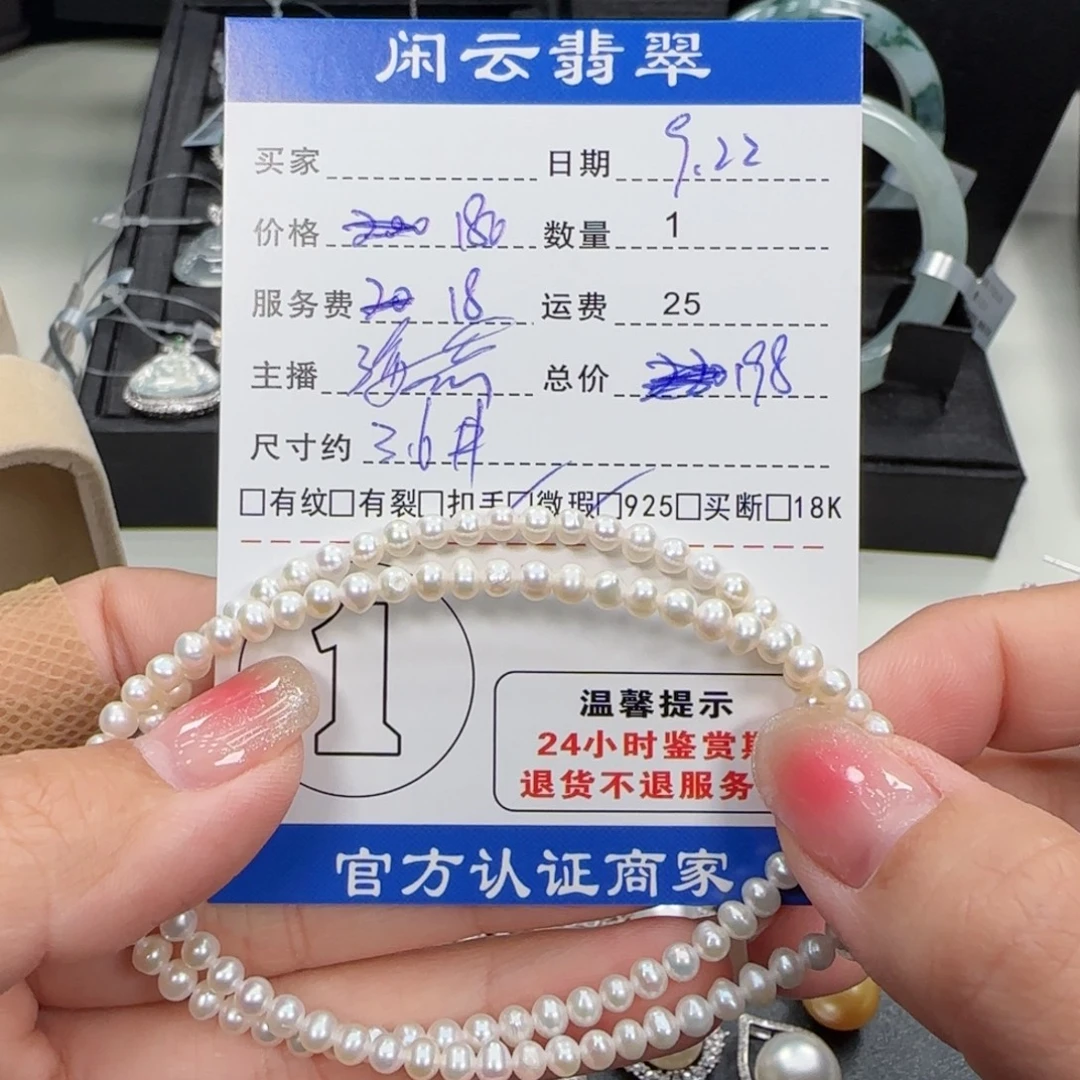 闲云翡翠
买家 日期 9.22
价格 180 数量 1
服务费 18 运费 25
主播 总价 198
尺寸约 3.6
□有纹□有裂□扣手□微瑕□925□买断□18K
1
温馨提示
24小时鉴赏期
退货不退服务
官方认证商家